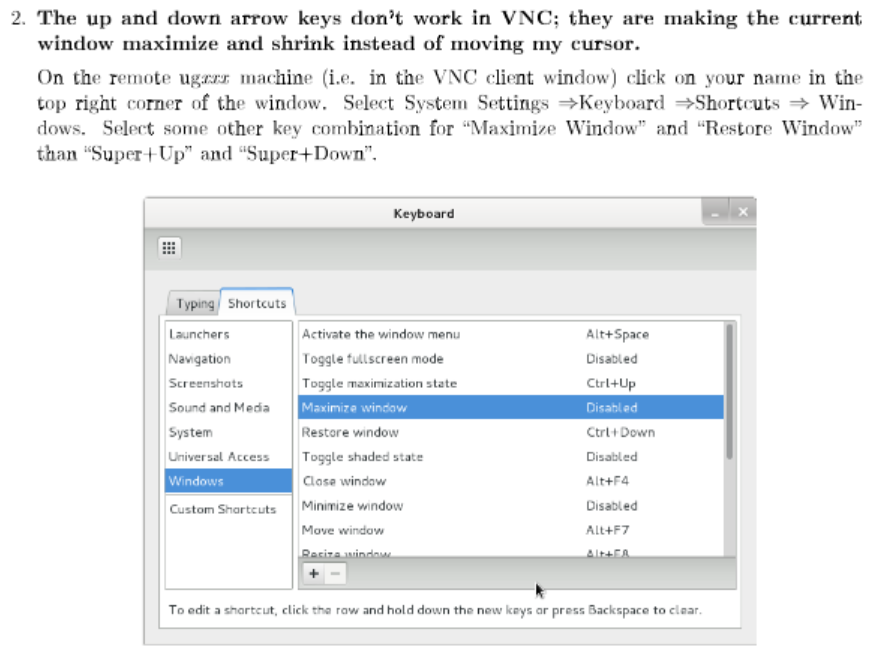 2. The up and down arrow keys don't work in VNC; they are making the current
window maximize and shrink instead of moving my cursor.
On the remote ugxxx machine (i.e. in the VNC client window) click on your name in the
top right corner of the window. Select System Settings ⇒Keyboard ⇒Shortcuts ⇒ Win-
dows. Select some other key combination for “Maximize Window” and “Restore Window”
than “Super+Up” and “Super+Down”.
Keyboard
Typing Shortcuts
Launchers
Navigation
Screenshots
Sound and Media
System
Universal Access
Windows
Custom Shortcuts
Activate the window menu Alt+Space
Toggle fullscreen mode Disabled
Toggle maximization state Ctrl+Up
Maximize window Disabled
Restore window Ctrl+Down
Toggle shaded state Disabled
Close window Alt+F4
Minimize window Disabled
Move window Alt+F7
Resize window Alt+F8
To edit a shortcut, click the row and hold down the new keys or press Backspace to clear.